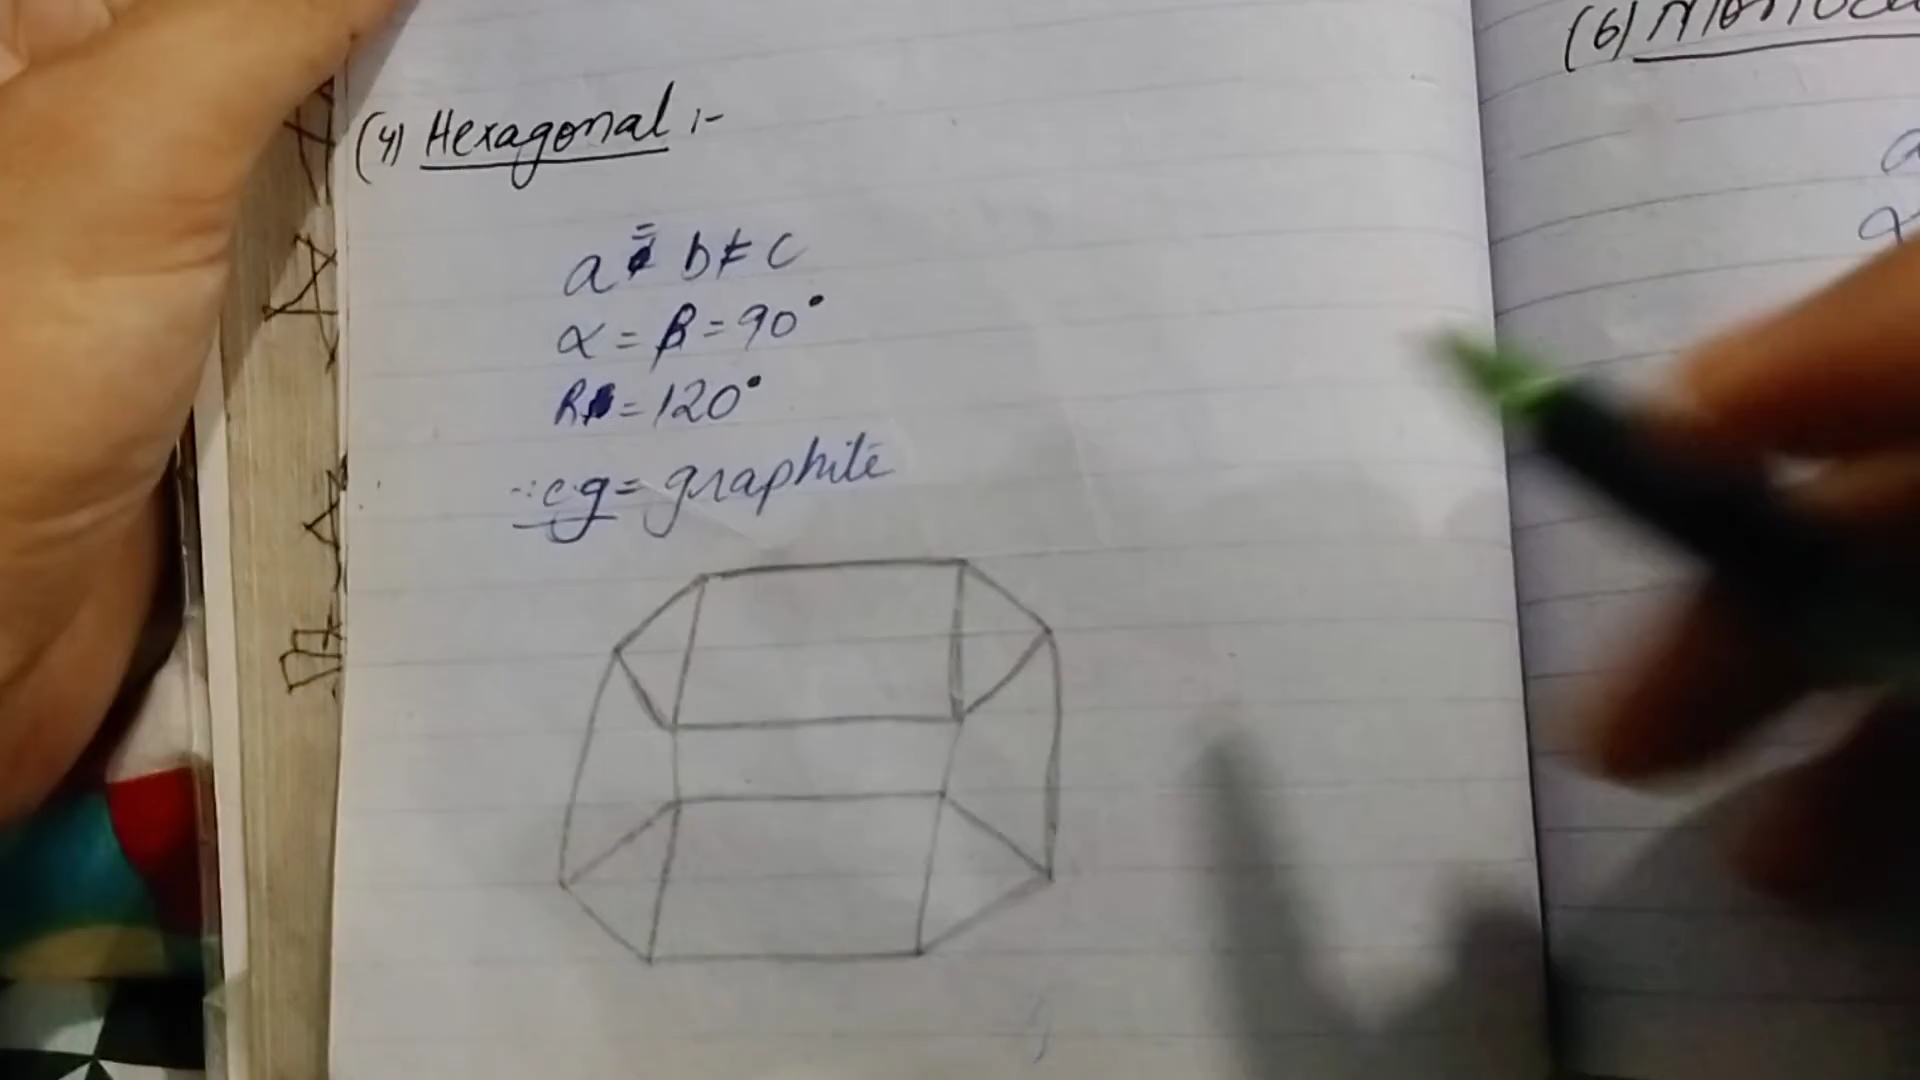 (4) Hexagonal :-
a = b ≠ c
α = β = 90°
= 120°
∴ eg = graphite
(6)
α